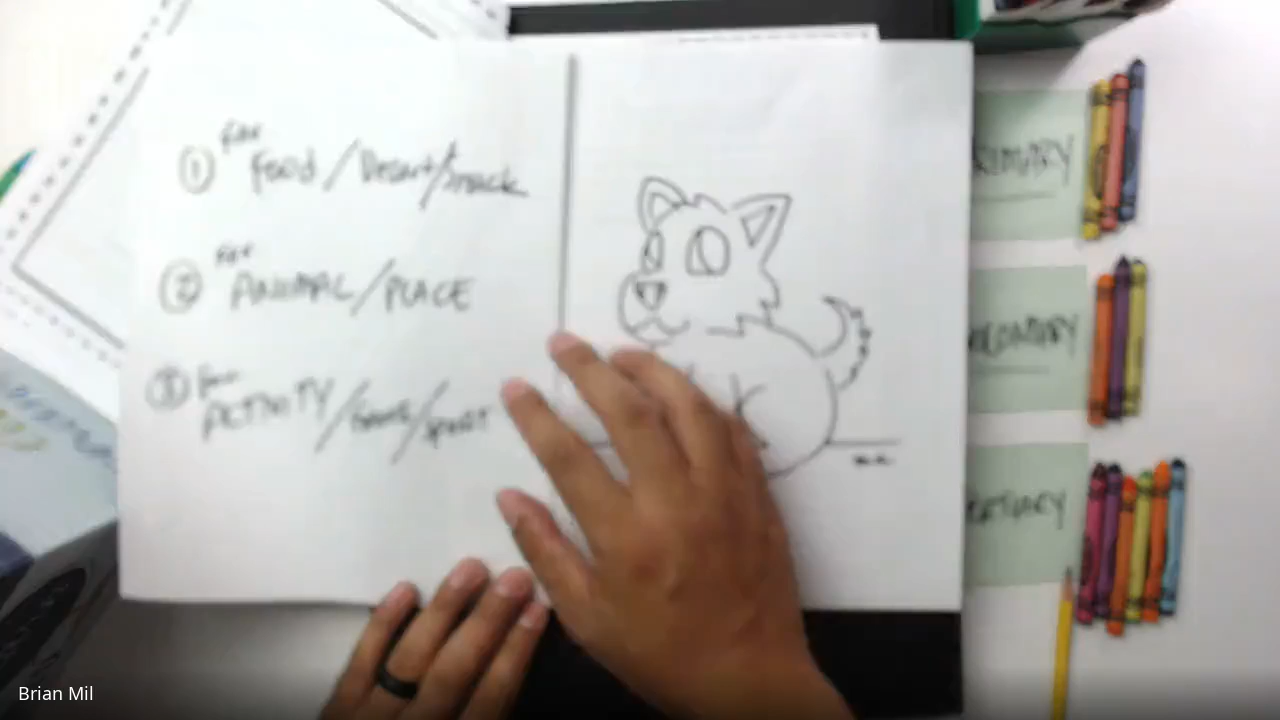 ① FAV
Food / Desert / Snack
② FAV
ANIMAL / PLACE
③ FAV
ACTIVITY / GAME / SPORT
PRIMARY
SECONDARY
TERTIARY
Brian Mil